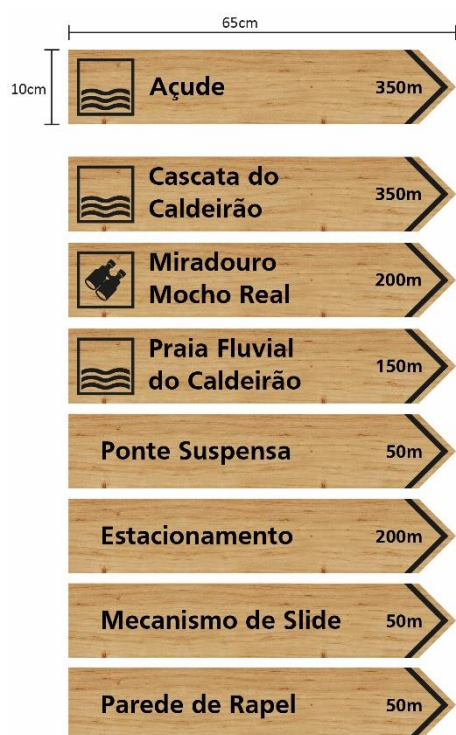 65cm
10cm
Açude
350m
Cascata do
Caldeirão
350m
Miradouro
Mocho Real
200m
Praia Fluvial
do Caldeirão
150m
Ponte Suspensa
50m
Estacionamento
200m
Mecanismo de Slide
50m
Parede de Rapel
50m